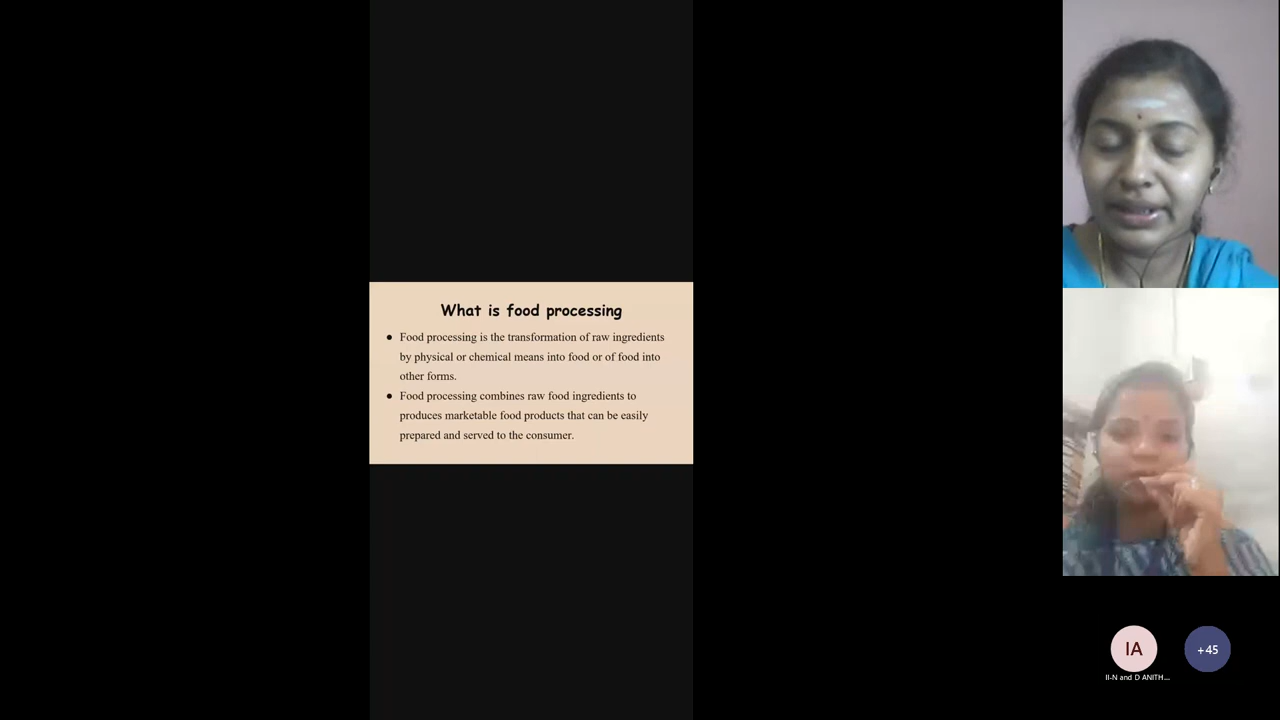 What is food processing
● Food processing is the transformation of raw ingredients
by physical or chemical means into food or of food into
other forms.
● Food processing combines raw food ingredients to
produces marketable food products that can be easily
prepared and served to the consumer.
IA
+45
II-N and D ANITH...